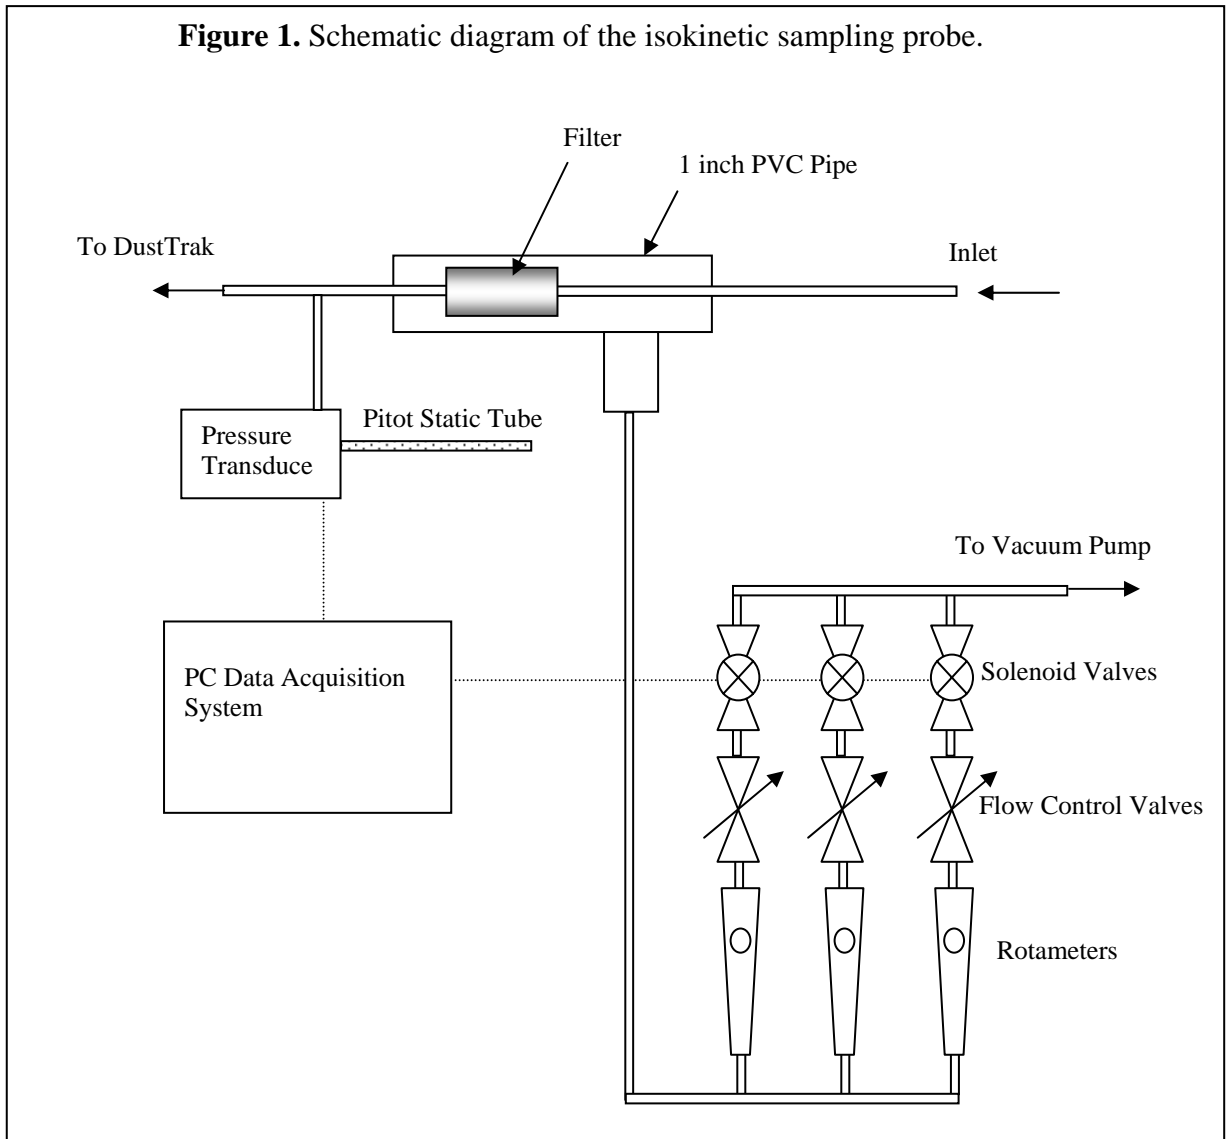 Figure 1. Schematic diagram of the isokinetic sampling probe.
Filter
1 inch PVC Pipe
To DustTrak
Inlet
Pitot Static Tube
Pressure
Transduce
To Vacuum Pump
PC Data Acquisition
System
Solenoid Valves
Flow Control Valves
Rotameters